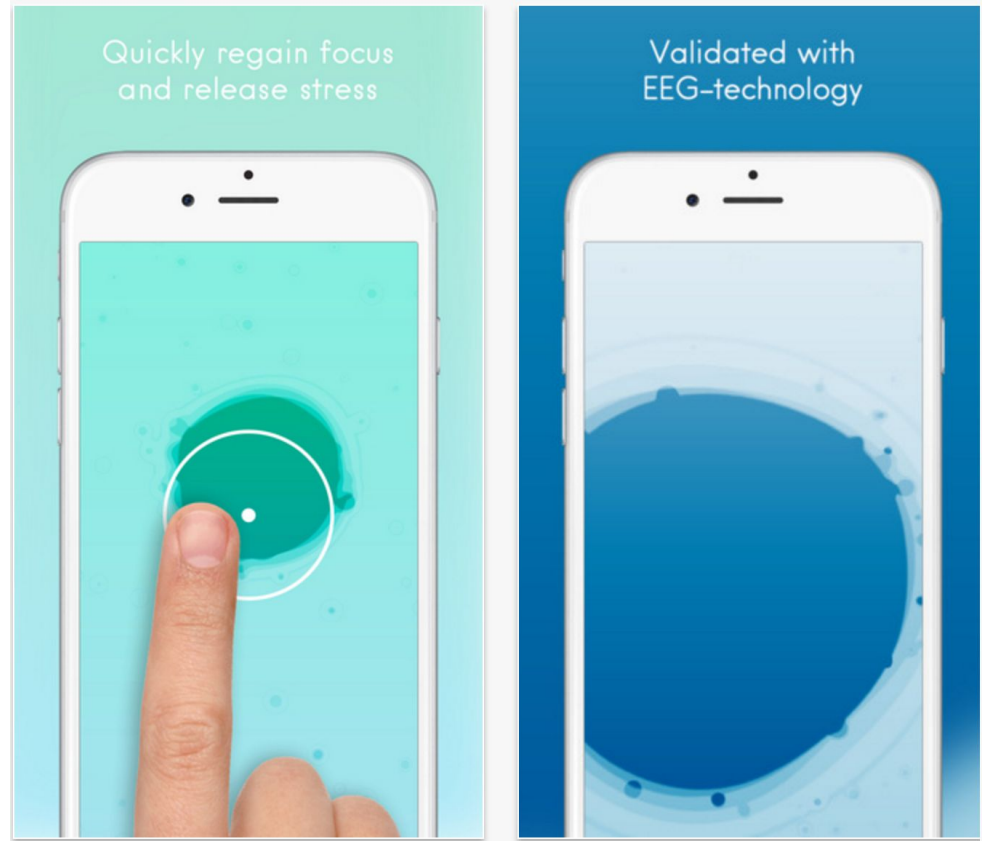 Quickly regain focus
and release stress
Validated with
EEG-technology